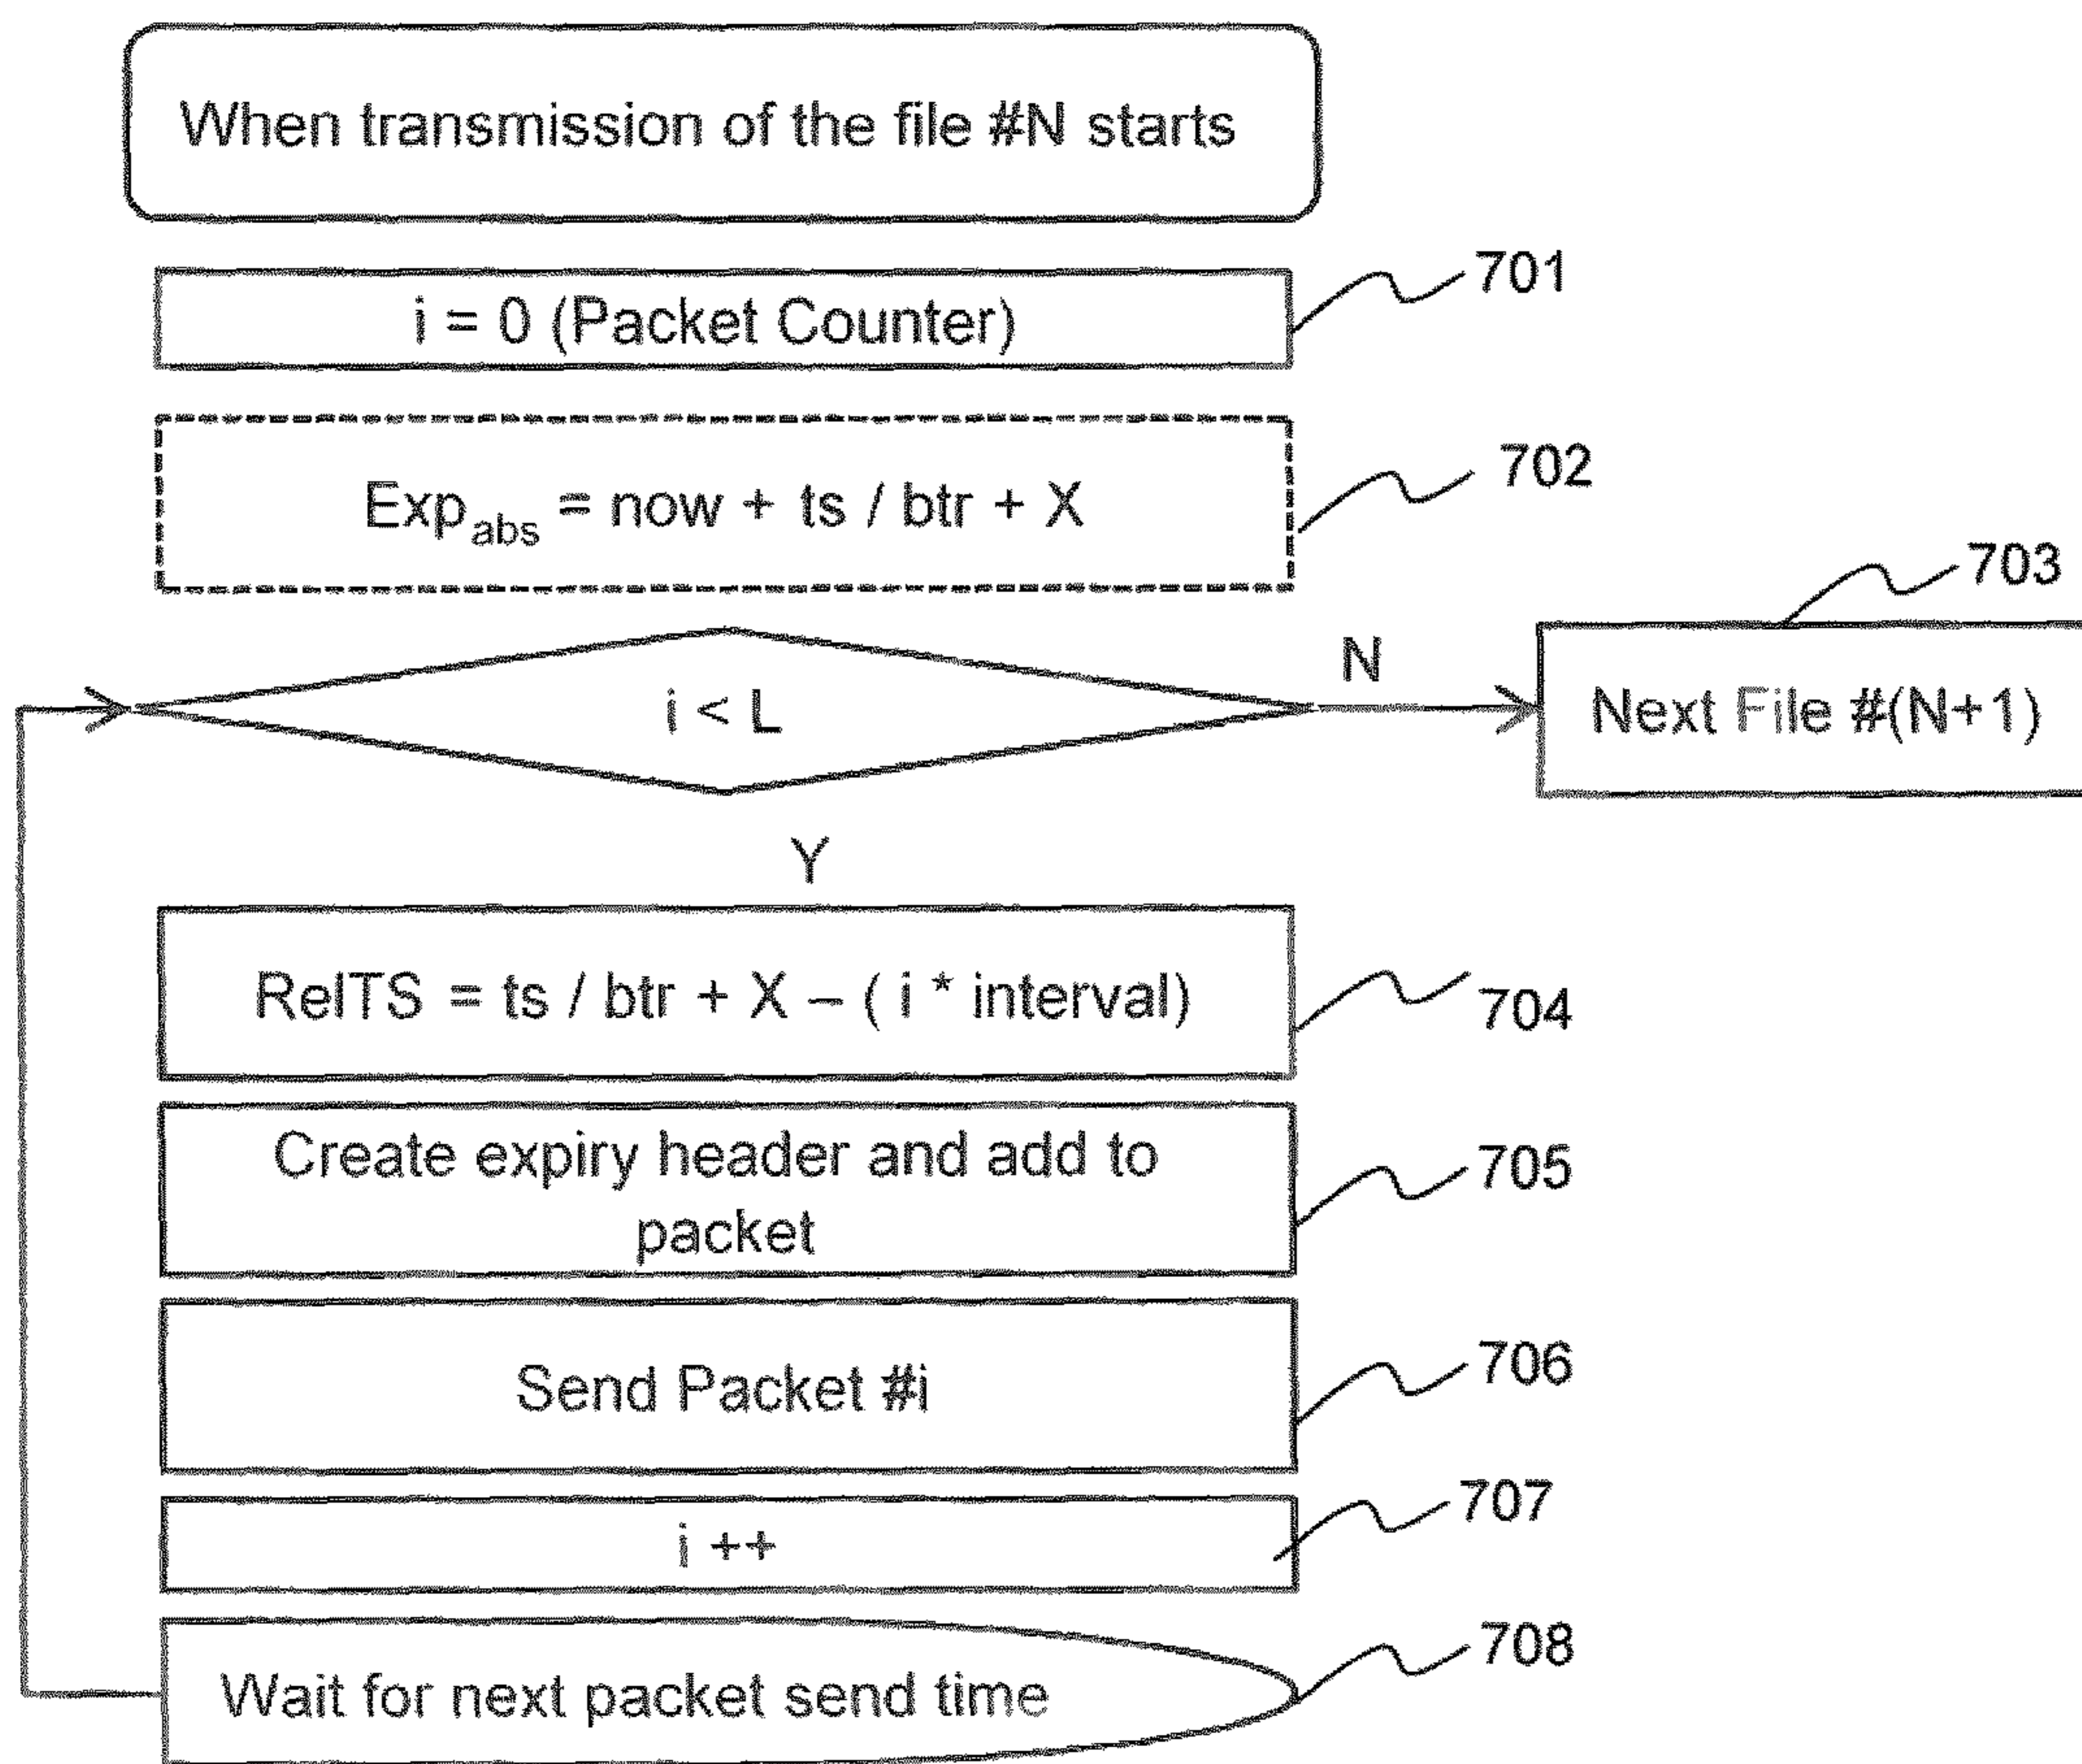 When transmission of the file #N starts
i = 0 (Packet Counter)
701
Exp_abs = now + ts / btr + X
702
703
i < L
N
Next File #(N+1)
Y
RelTS = ts / btr + X – ( i * interval)
704
Create expiry header and add to
packet
705
Send Packet #i
706
i ++
707
Wait for next packet send time
708